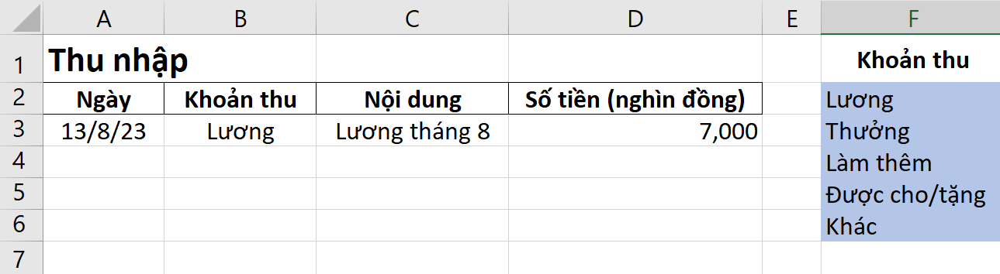 A B C D E F
1 Thu nhập Khoản thu
2 Ngày Khoản thu Nội dung Số tiền (nghìn đồng) Lương
3 13/8/23 Lương Lương tháng 8 7,000 Thưởng
4 Làm thêm
5 Được cho/tặng
6 Khác
7